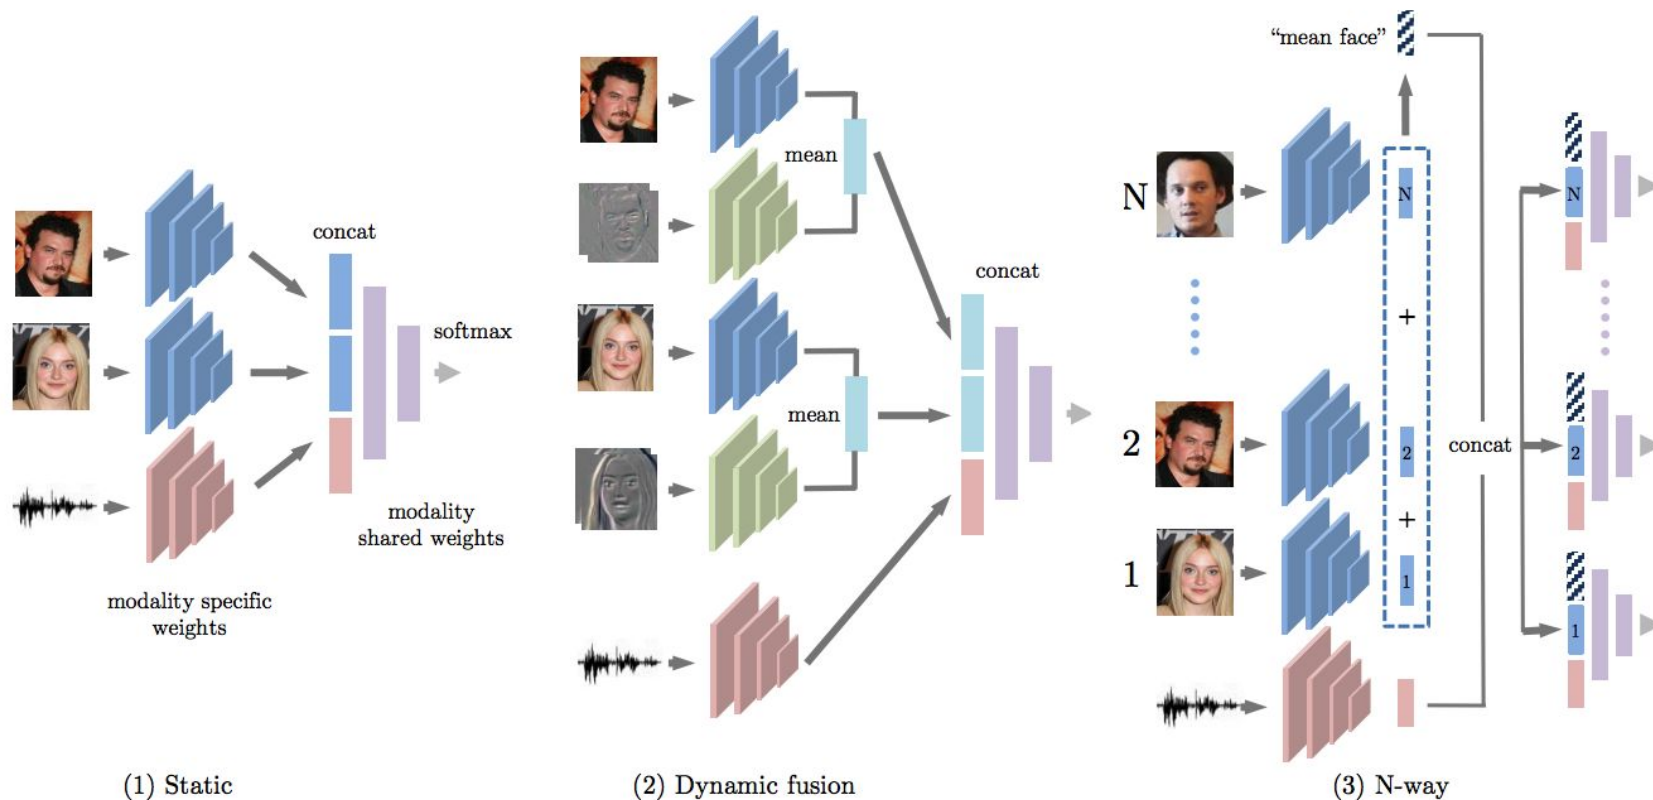 concat
softmax
modality
shared weights
modality specific
weights
(1) Static
mean
concat
mean
(2) Dynamic fusion
“mean face”
N
N
N
+
2
2
concat
2
+
1
1
1
(3) N-way